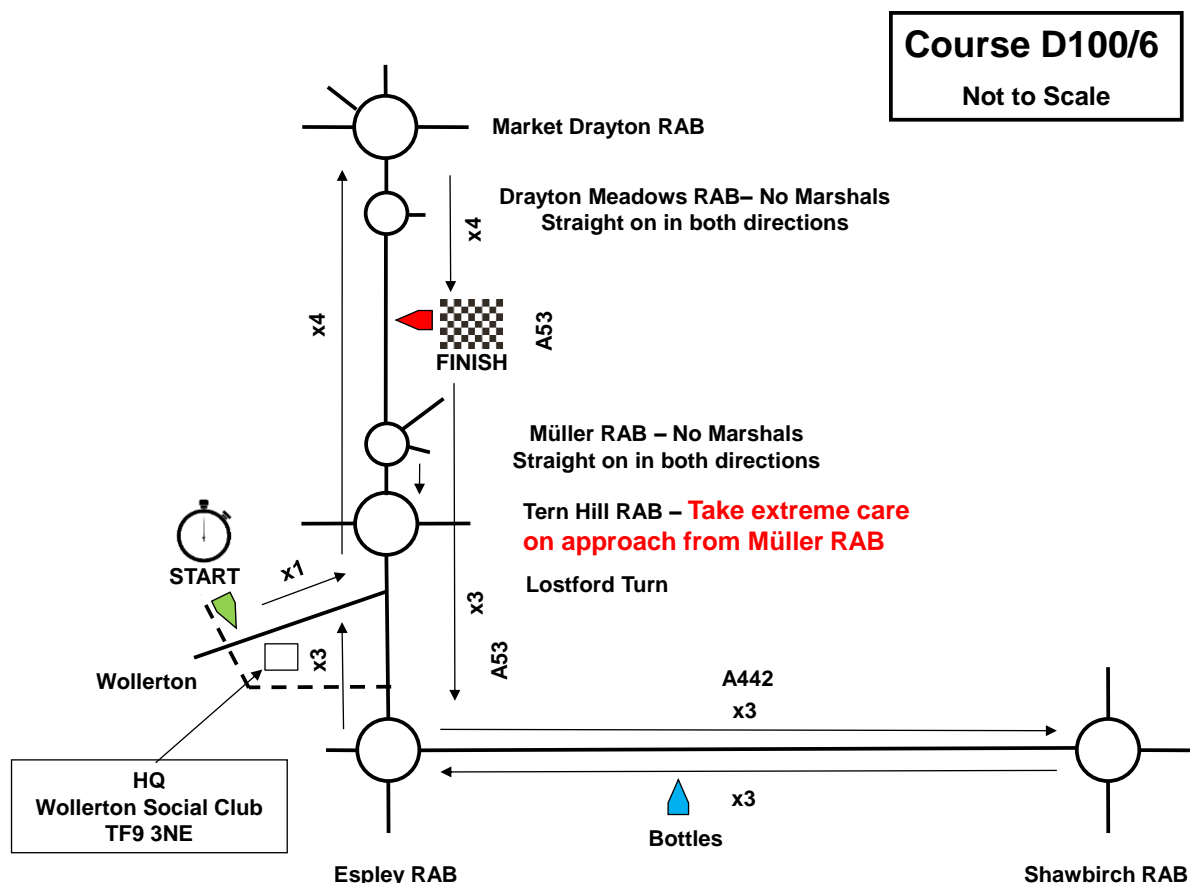 Course D100/6
Not to Scale
Market Drayton RAB
Drayton Meadows RAB– No Marshals
Straight on in both directions
x4
x4
A53
FINISH
Müller RAB – No Marshals
Straight on in both directions
Tern Hill RAB – Take extreme care
on approach from Müller RAB
START
x1
Lostford Turn
x3
x3
A53
Wollerton
A442
x3
HQ
Wollerton Social Club
TF9 3NE
x3
Bottles
Espley RAB
Shawbirch RAB